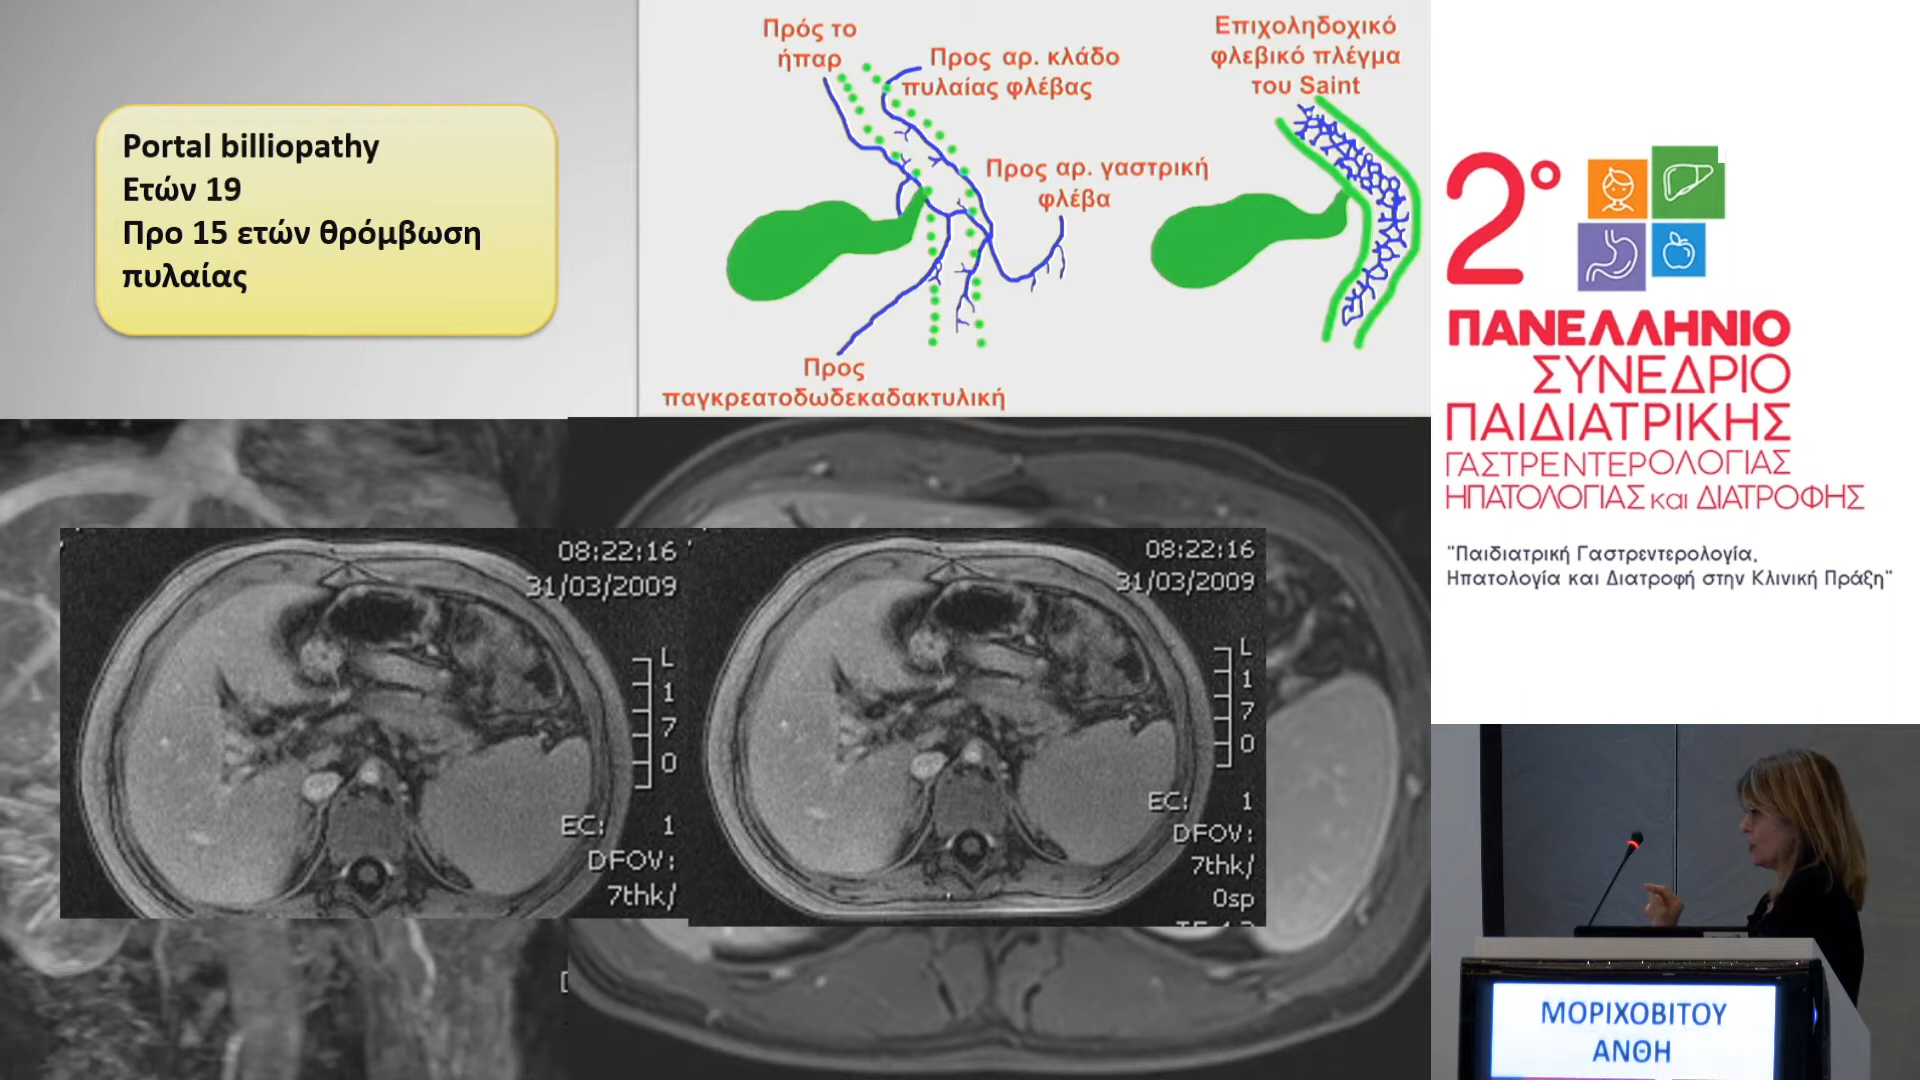 Portal billiopathy
Ετών 19
Προ 15 ετών θρόμβωση
πυλαίας
Πρός το
ήπαρ
Προς αρ. κλάδο
πυλαίας φλέβας
Προς αρ. γαστρική
φλέβα
Προς
παγκρεατοδωδεκαδακτυλική
Επιχοληδοχικό
φλεβικό πλέγμα
του Saint
08:22:16
31/03/2009
L
1
7
0
EC: 1
DFOV:
7thk/
08:22:16
31/03/2009
L
1
7
0
EC: 1
DFOV:
7thk/
0sp
2°
ΠΑΝΕΛΛΗΝΙΟ
ΣΥΝΕΔΡΙΟ
ΠΑΙΔΙΑΤΡΙΚΗΣ
ΓΑΣΤΡΕΝΤΕΡΟΛΟΓΙΑΣ
ΗΠΑΤΟΛΟΓΙΑΣ και ΔΙΑΤΡΟΦΗΣ
"Παιδιατρική Γαστρεντερολογία,
Ηπατολογία και Διατροφή στην Κλινική Πράξη"
ΜΟΡΙΧΟΒΙΤΟΥ
ΑΝΘΗ